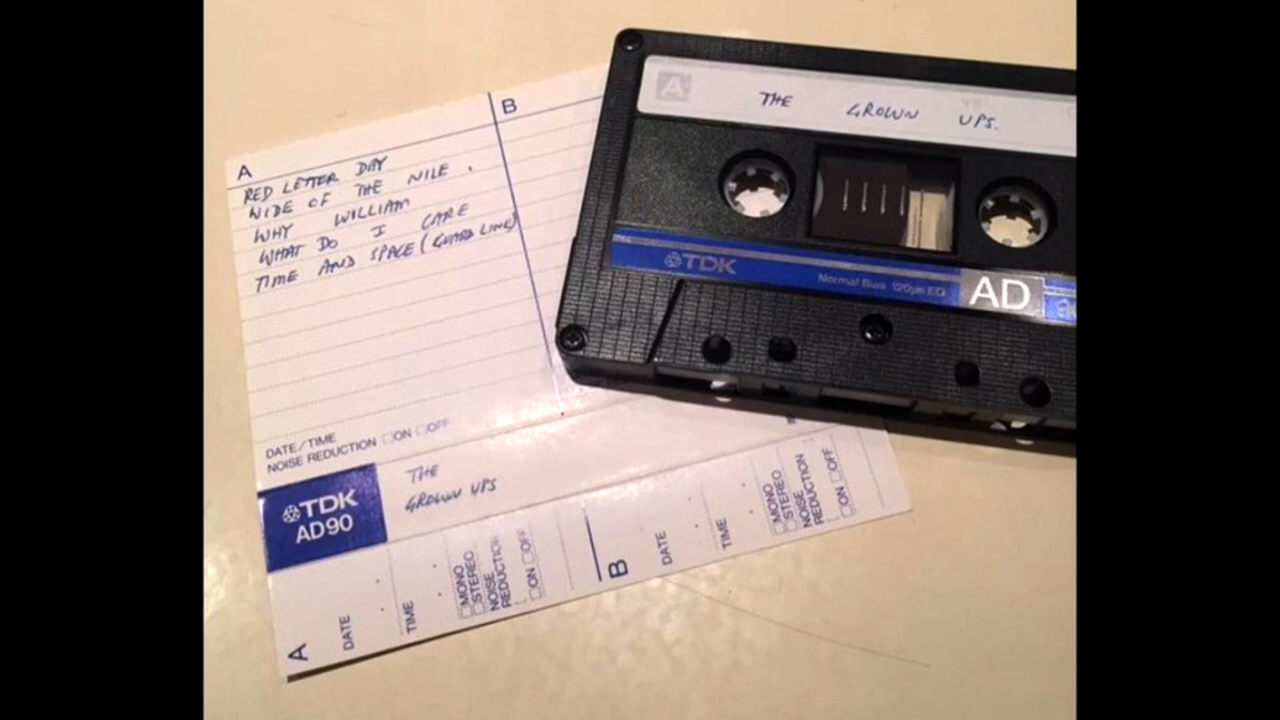 A
B
RED LETTER DAY
WIDE OF THE NILE.
WHY WILLIAM
WHAT DO I CARE
TIME AND SPACE (GUARD LINE)
DATE/TIME
NOISE REDUCTION ON OFF
TDK
AD90
THE
GROWN UPS
A
DATE
TIME
MONO
STEREO
NOISE
REDUCTION
ON OFF
B
DATE
TIME
MONO
STEREO
NOISE
REDUCTION
ON OFF
A
THE GROWN UPS.
TDK
Normal Bias 120µs EQ
AD